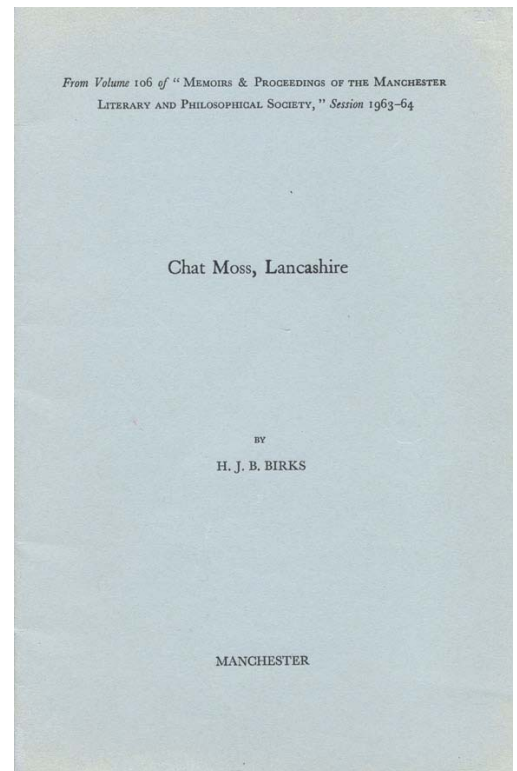 From Volume 106 of “ Memoirs & Proceedings of the Manchester
Literary and Philosophical Society, ” Session 1963–64
Chat Moss, Lancashire
BY
H. J. B. BIRKS
MANCHESTER